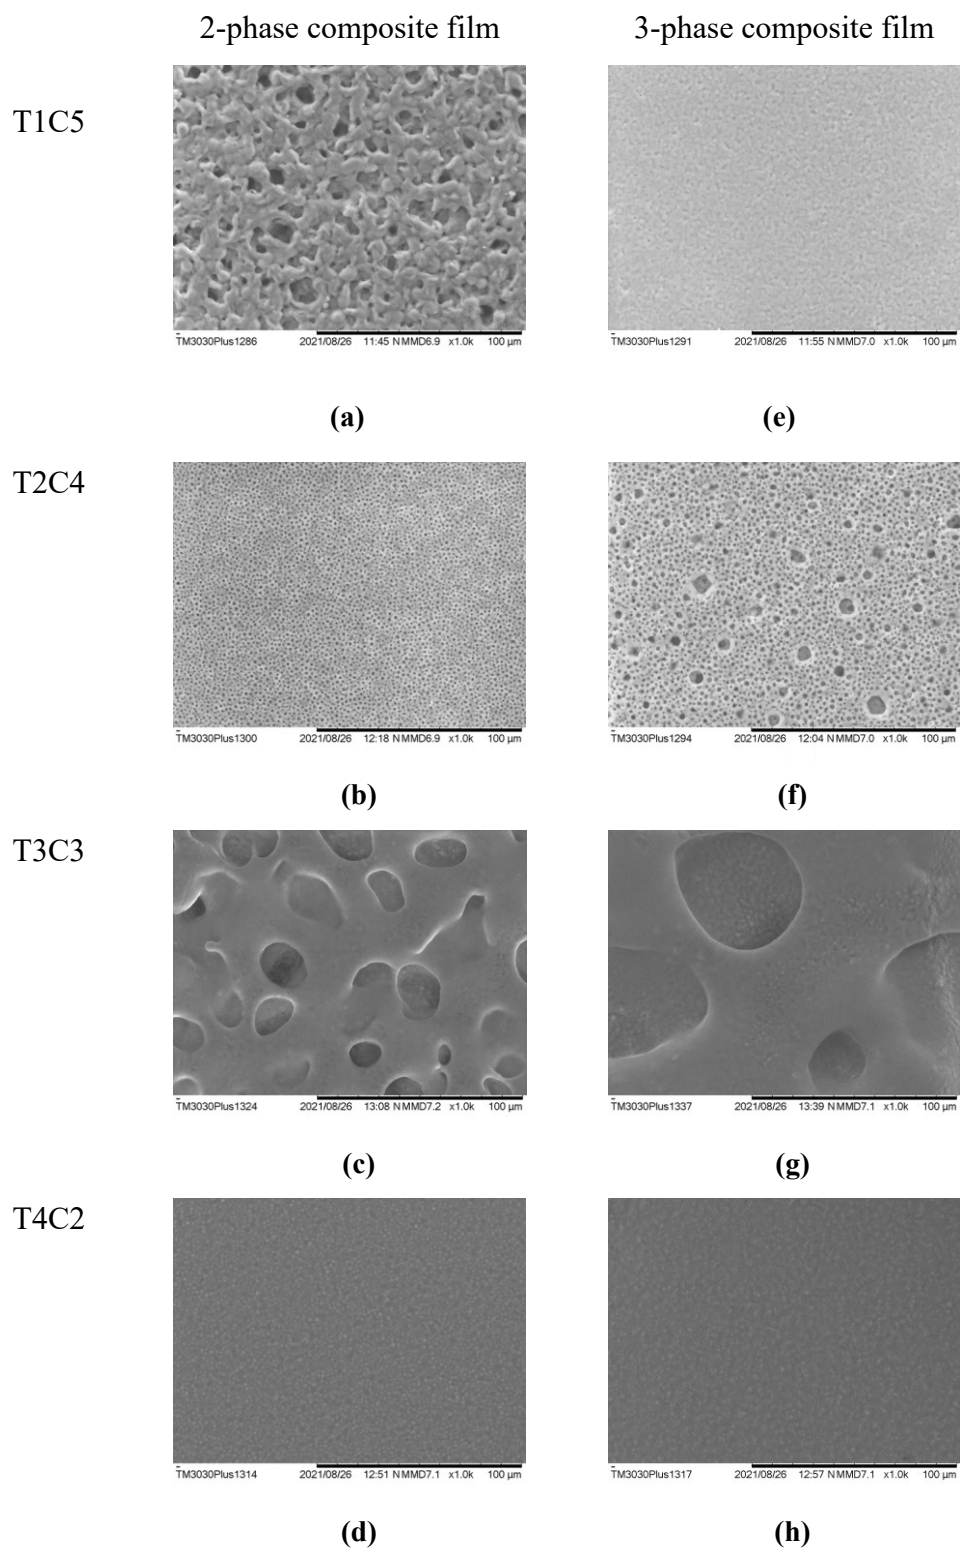 2-phase composite film 3-phase composite film
T1C5
TM3030Plus1286 2021/08/26 11:45 NMMD6.9 x1.0k 100 µm
TM3030Plus1291 2021/08/26 11:55 NMMD7.0 x1.0k 100 µm
(a) (e)
T2C4
TM3030Plus1300 2021/08/26 12:18 NMMD6.9 x1.0k 100 µm
TM3030Plus1294 2021/08/26 12:04 NMMD7.0 x1.0k 100 µm
(b) (f)
T3C3
TM3030Plus1324 2021/08/26 13:08 NMMD7.2 x1.0k 100 µm
TM3030Plus1337 2021/08/26 13:39 NMMD7.1 x1.0k 100 µm
(c) (g)
T4C2
TM3030Plus1314 2021/08/26 12:51 NMMD7.1 x1.0k 100 µm
TM3030Plus1317 2021/08/26 12:57 NMMD7.1 x1.0k 100 µm
(d) (h)